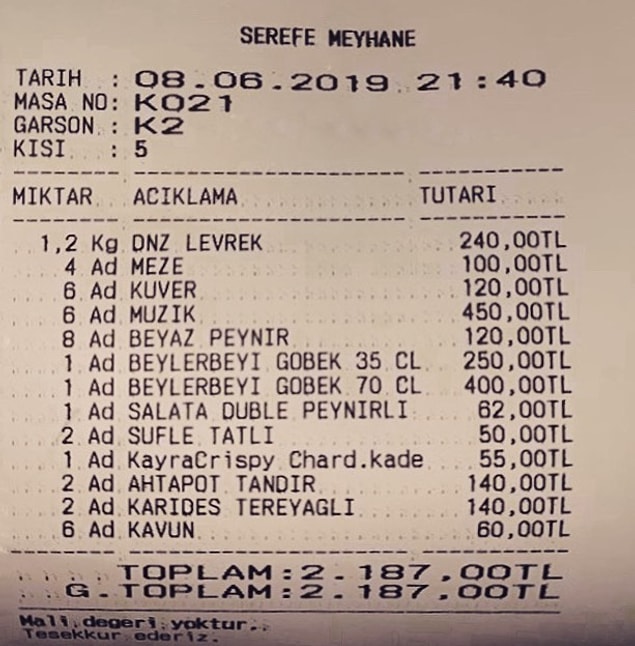 SEREFE MEYHANE
TARIH : 08.06.2019 21:40
MASA NO: K021
GARSON : K2
KISI : 5
MIKTAR ACIKLAMA TUTARI
1,2 Kg DNZ LEVREK 240,00TL
4 Ad MEZE 100,00TL
6 Ad KUVER 120,00TL
6 Ad MUZIK 450,00TL
8 Ad BEYAZ PEYNIR 120,00TL
1 Ad BEYLERBEYI GOBEK 35 CL 250,00TL
1 Ad BEYLERBEYI GOBEK 70 CL 400,00TL
1 Ad SALATA DUBLE PEYNIRLI 62,00TL
2 Ad SUFLE TATLI 50,00TL
1 Ad KayraCrispy Chard.kade 55,00TL
2 Ad AHTAPOT TANDIR 140,00TL
2 Ad KARIDES TEREYAGLI 140,00TL
6 Ad KAVUN 60,00TL
TOPLAM:2.187,00TL
G. TOPLAM:2.187,00TL
Mali degeri yoktur.
Tesekkur ederiz.